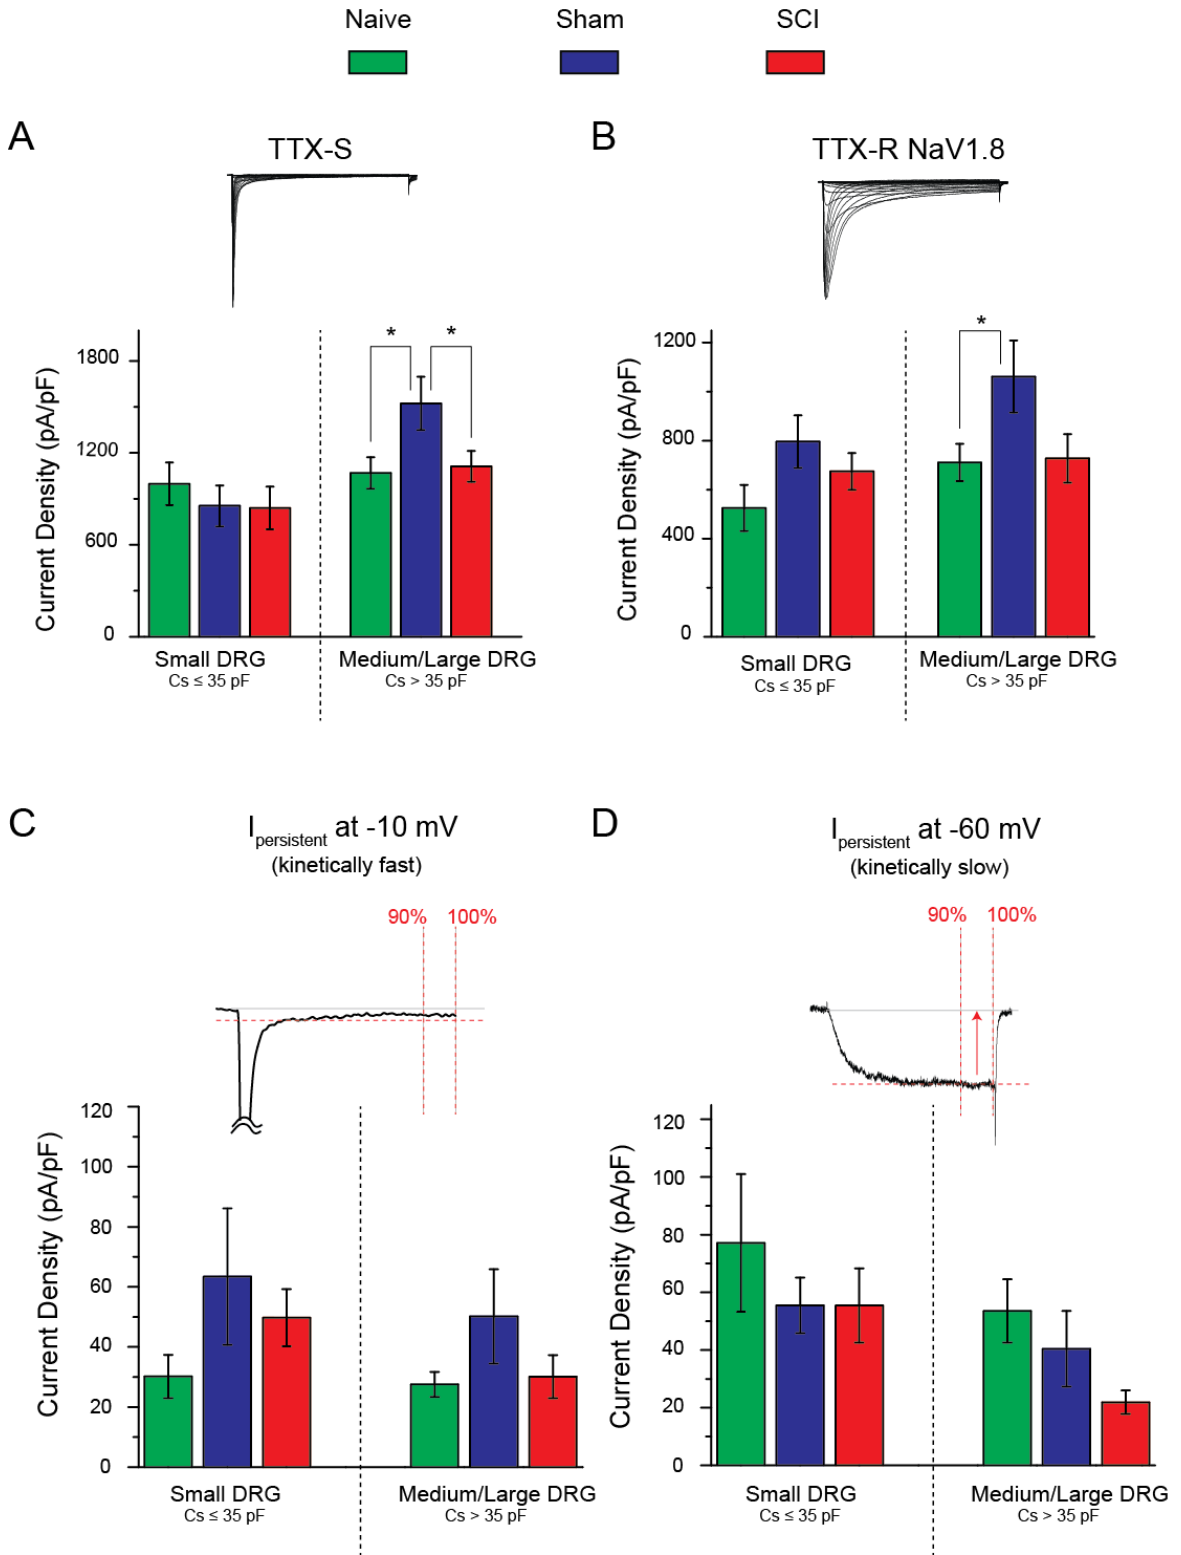 Naive Sham SCI
A
TTX-S
B
TTX-R NaV1.8
* *
*
Current Density (pA/pF)
1800
1200
600
0
Small DRG
Cs ≤ 35 pF
Medium/Large DRG
Cs > 35 pF
Current Density (pA/pF)
1200
800
400
0
Small DRG
Cs ≤ 35 pF
Medium/Large DRG
Cs > 35 pF
C
Ipersistent at -10 mV
(kinetically fast)
90% 100%
Current Density (pA/pF)
120
100
80
60
40
20
0
Small DRG
Cs ≤ 35 pF
Medium/Large DRG
Cs > 35 pF
D
Ipersistent at -60 mV
(kinetically slow)
90% 100%
Current Density (pA/pF)
120
100
80
60
40
20
0
Small DRG
Cs ≤ 35 pF
Medium/Large DRG
Cs > 35 pF